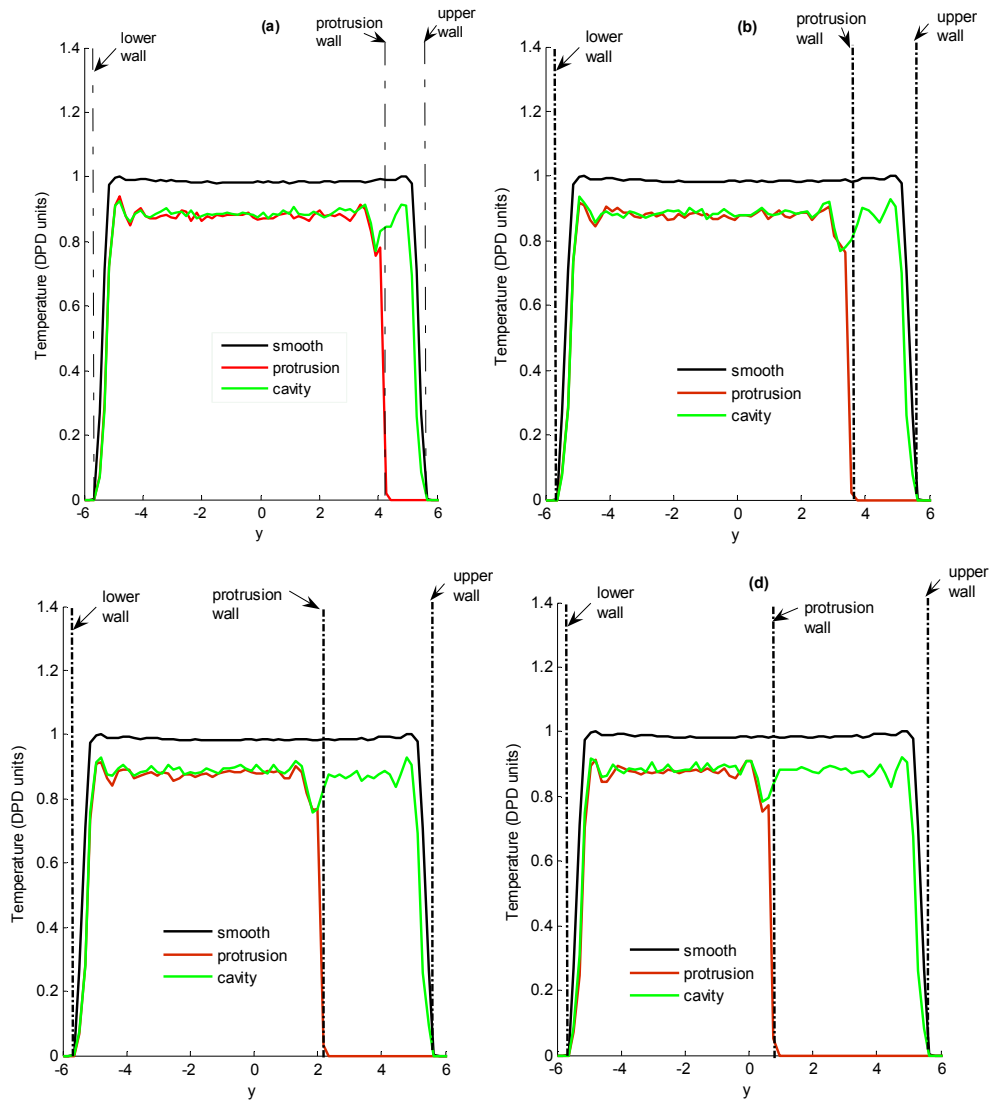 (a)
protrusion
wall
upper
wall
lower
wall
1.4
1.2
1
0.8
0.6
0.4
0.2
0
Temperature (DPD units)
smooth
protrusion
cavity
-6 -4 -2 0 2 4 6
y
(b)
protrusion
wall
upper
wall
lower
wall
1.4
1.2
1
0.8
0.6
0.4
0.2
0
Temperature (DPD units)
smooth
protrusion
cavity
-6 -4 -2 0 2 4 6
y
lower
wall
protrusion
wall
upper
wall
1.4
1.2
1
0.8
0.6
0.4
0.2
0
Temperature (DPD units)
smooth
protrusion
cavity
-6 -4 -2 0 2 4 6
y
(d)
lower
wall
protrusion
wall
upper
wall
1.4
1.2
1
0.8
0.6
0.4
0.2
0
Temperature (DPD units)
smooth
protrusion
cavity
-6 -4 -2 0 2 4 6
y